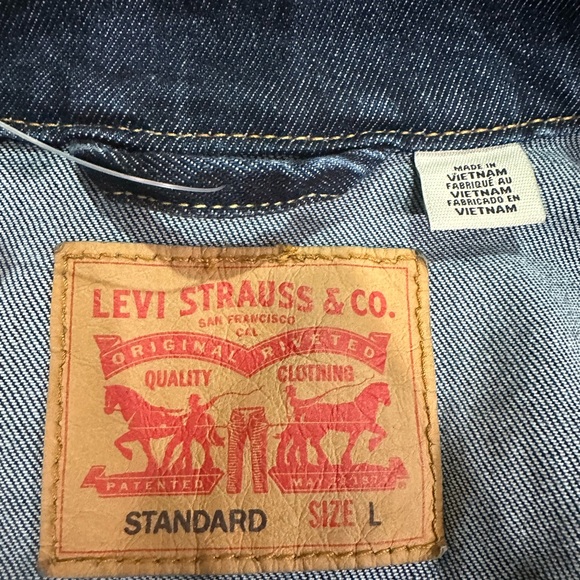 MADE IN
VIETNAM
FABRIQUÉ AU
VIETNAM
FABRICADO EN
VIETNAM
LEVI STRAUSS & CO.
SAN FRANCISCO
CAL
ORIGINAL RIVETED
QUALITY CLOTHING
PATENTED MAY
STANDARD SIZE L